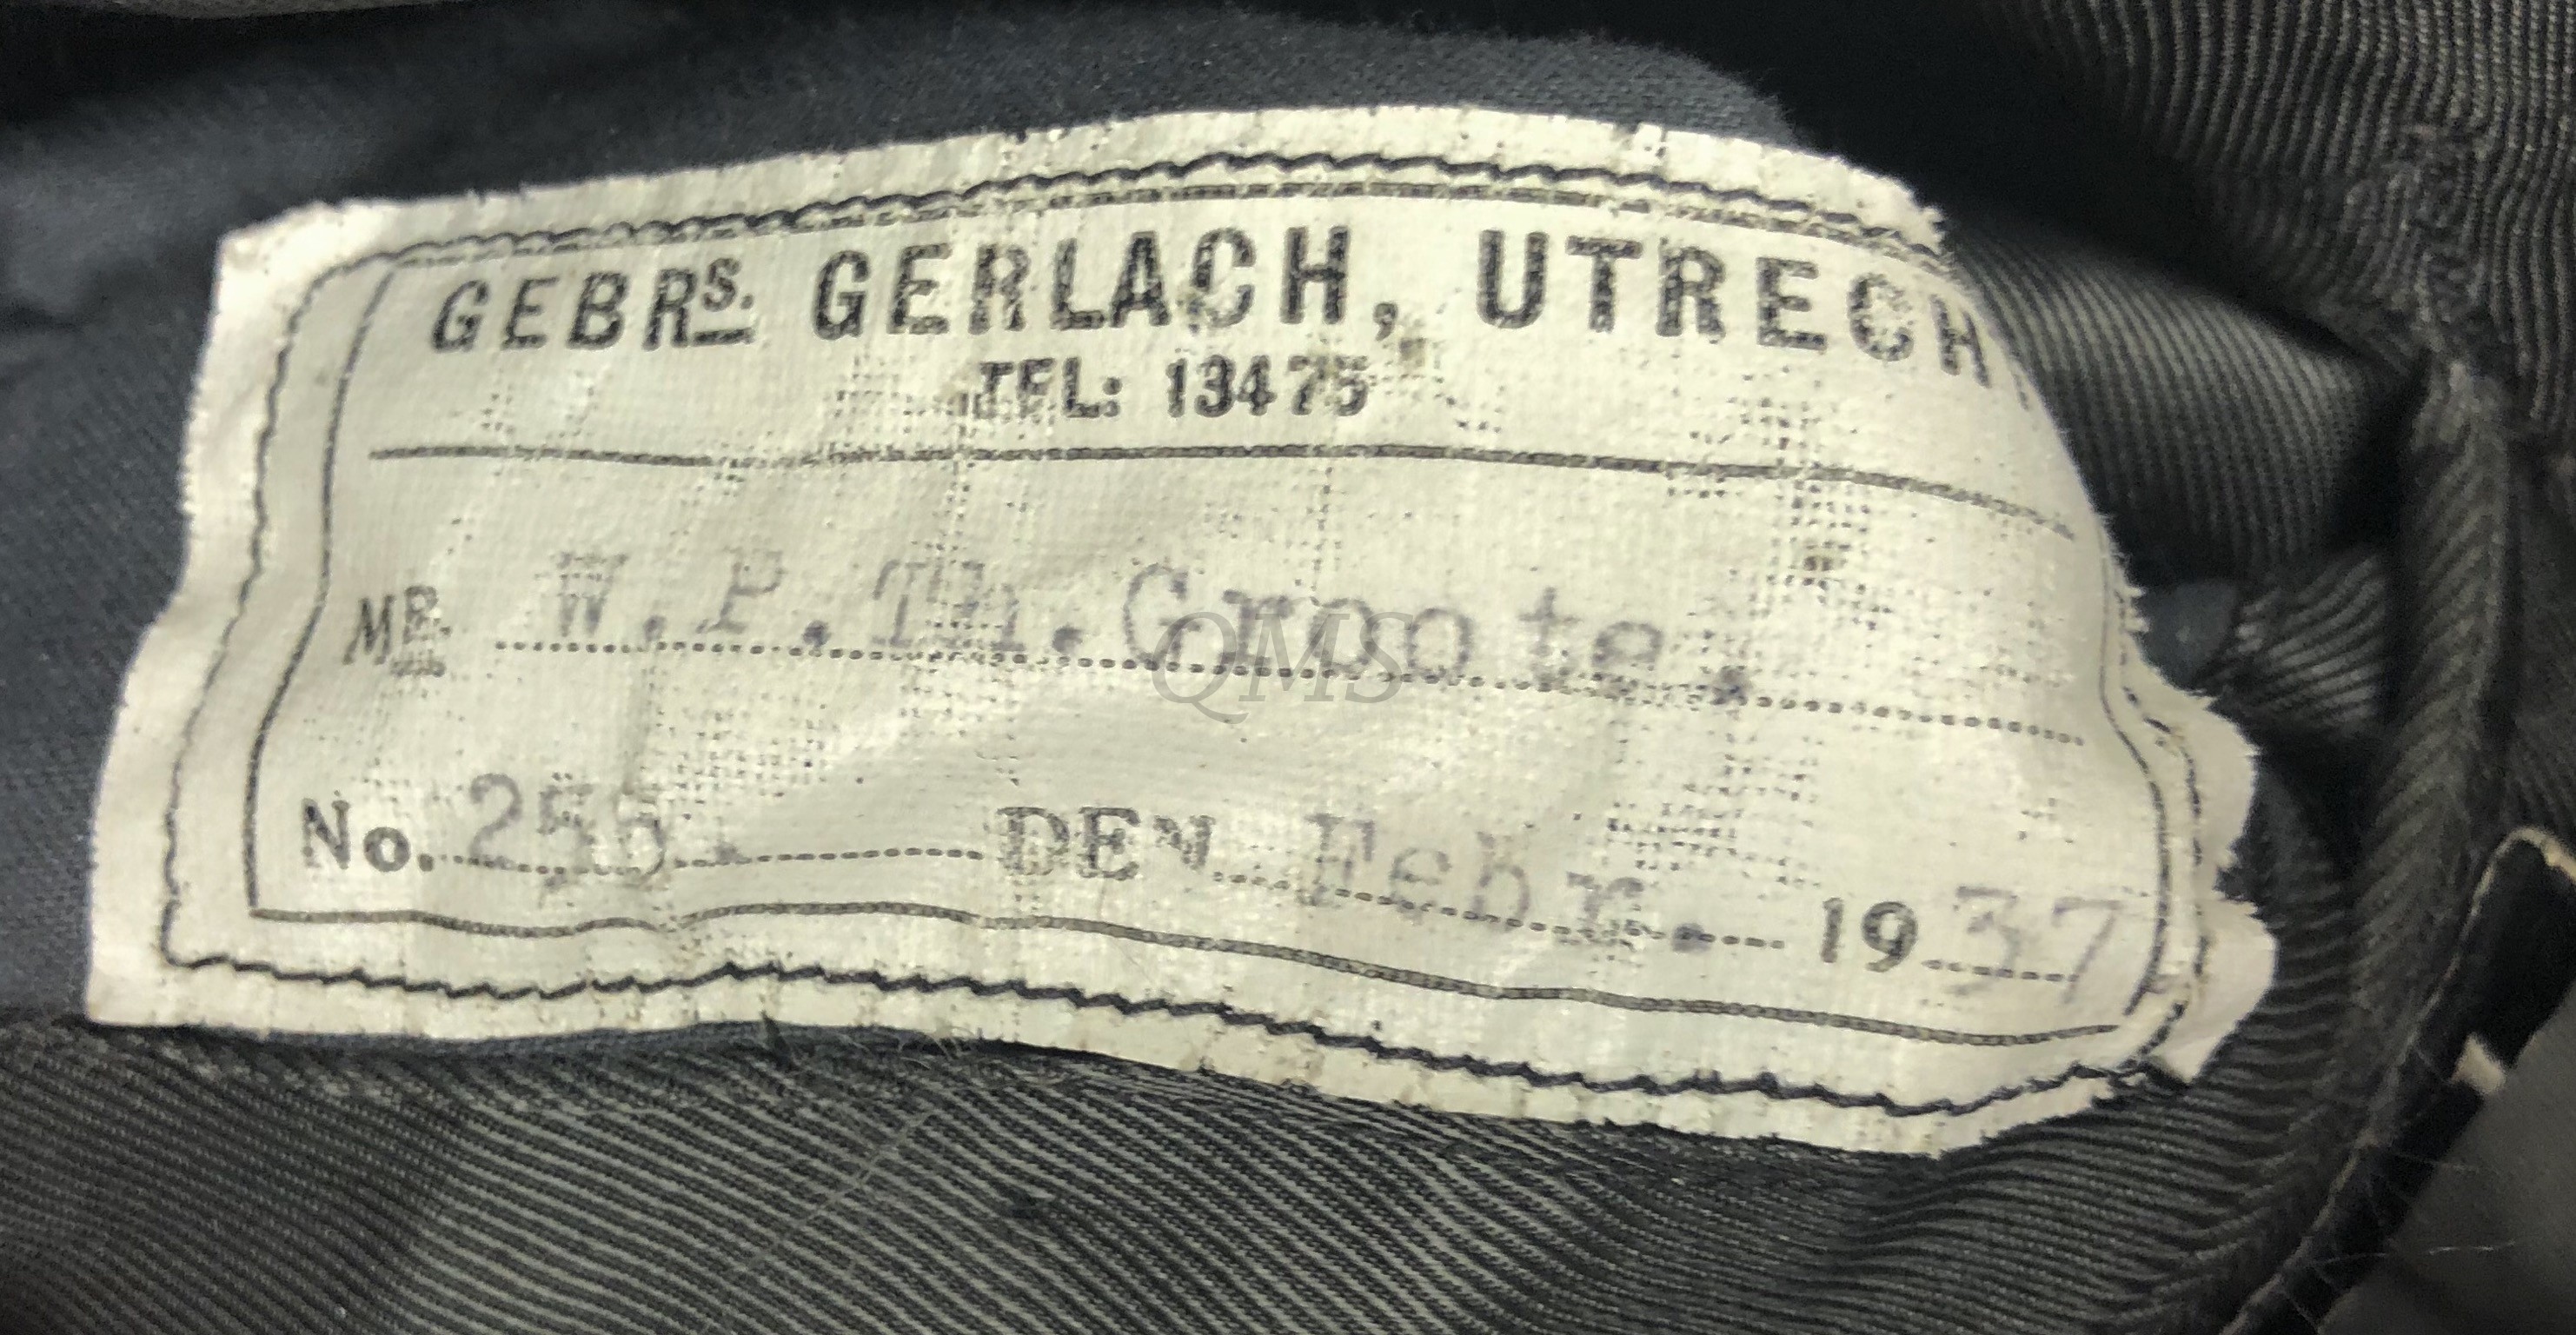 GEBRS. GERLACH, UTRECH
TEL: 13475
MR. W.P.Th.Groote.
No. 255. DEN Febr. 1937
QMS